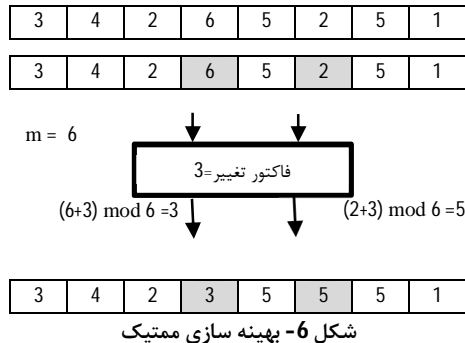 3 4 2 6 5 2 5 1
3 4 2 6 5 2 5 1
m = 6
فاکتور تغییر=3
(6+3) mod 6 =3 (2+3) mod 6 =5
3 4 2 3 5 5 5 1
شکل 6- بهینه سازی ممتیک